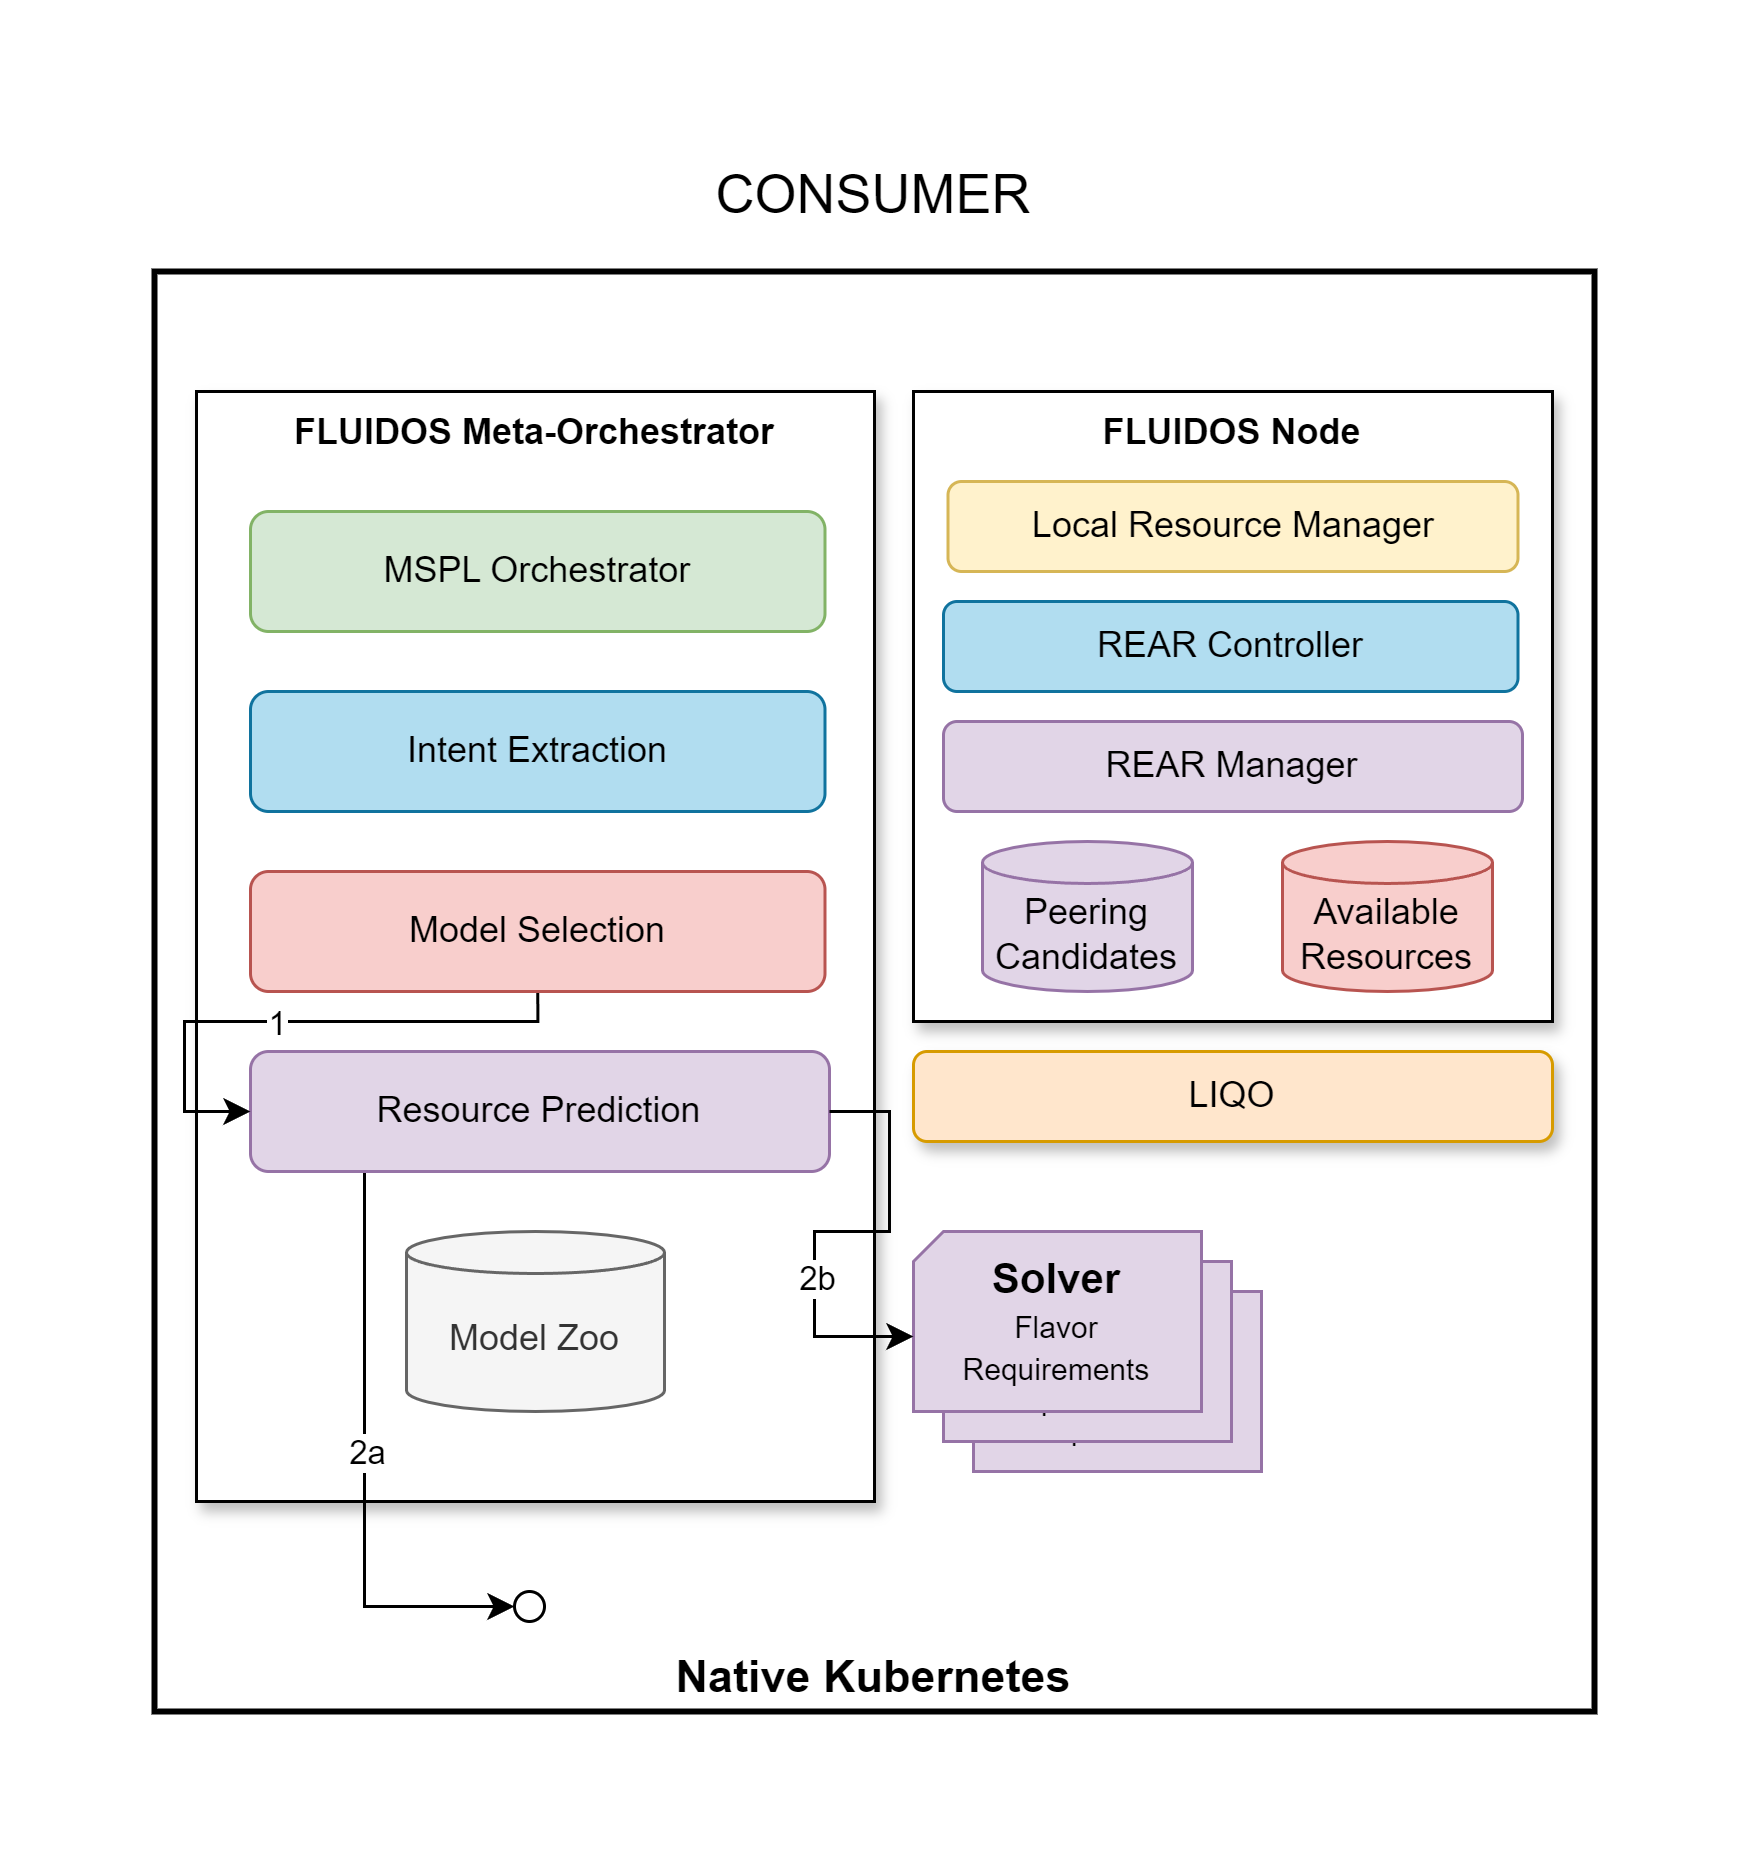 CONSUMER
FLUIDOS Meta-Orchestrator
MSPL Orchestrator
Intent Extraction
Model Selection
1
Resource Prediction
Model Zoo
2a
2b
FLUIDOS Node
Local Resource Manager
REAR Controller
REAR Manager
Peering
Candidates
Available
Resources
LIQO
Solver
Flavor
Requirements
Native Kubernetes